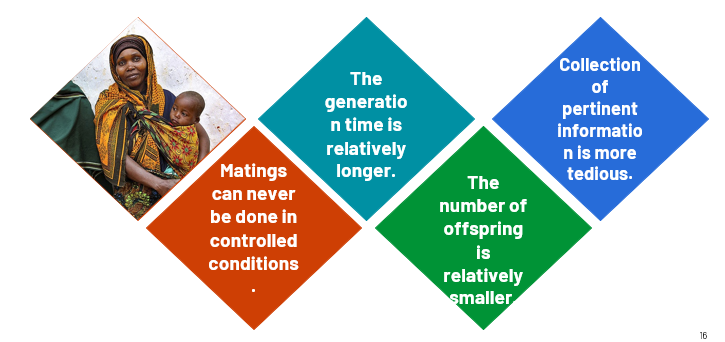 Matings
can never
be done in
controlled
conditions
.
The
generatio
n time is
relatively
longer.
The
number of
offspring
is
relatively
smaller.
Collection
of
pertinent
informatio
n is more
tedious.
16